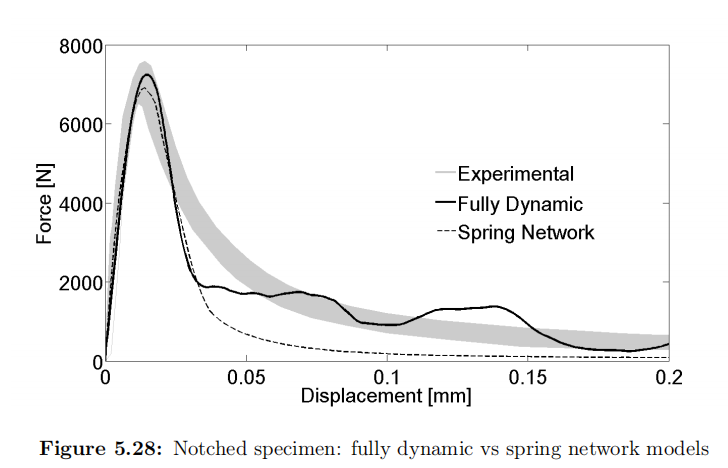 8000
6000
4000
2000
0
Force [N]
Experimental
Fully Dynamic
Spring Network
0
0.05
0.1
0.15
0.2
Displacement [mm]
Figure 5.28: Notched specimen: fully dynamic vs spring network models